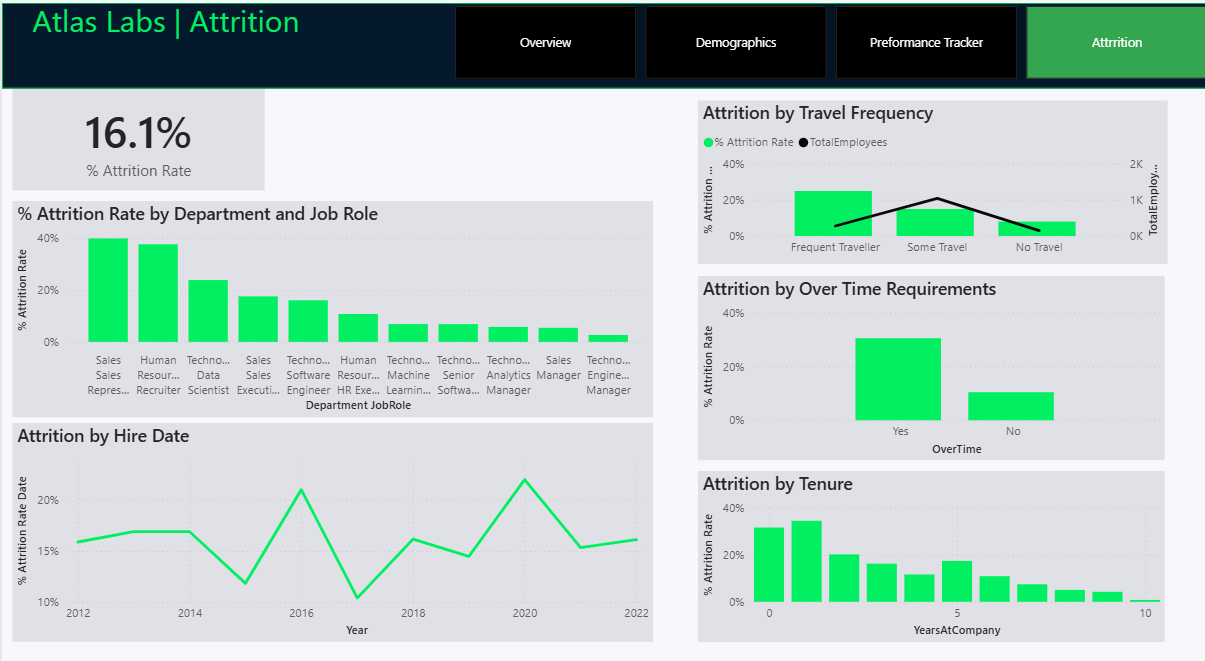 Atlas Labs | Attrition
Overview
Demographics
Preformance Tracker
Attrrition
16.1%
% Attrition Rate
% Attrition Rate by Department and Job Role
% Attrition Rate
40%
20%
0%
Sales Human Techno... Sales Techno... Human Techno... Techno... Techno... Sales Techno...
Sales Resour... Data Sales Software Resour... Machine Senior Analytics Manager Engine...
Repres... Recruiter Scientist Executi... Engineer HR Exe... Learnin... Softwa... Manager Manager
Department JobRole
Attrition by Hire Date
% Attrition Rate Date
20%
15%
10%
2012 2014 2016 2018 2020 2022
Year
Attrition by Travel Frequency
% Attrition Rate TotalEmployees
% Attrition ...
40%
20%
0%
2K
1K
0K
TotalEmploy...
Frequent Traveller Some Travel No Travel
Attrition by Over Time Requirements
% Attrition Rate
40%
20%
0%
Yes No
OverTime
Attrition by Tenure
% Attrition Rate
40%
20%
0%
0 5 10
YearsAtCompany